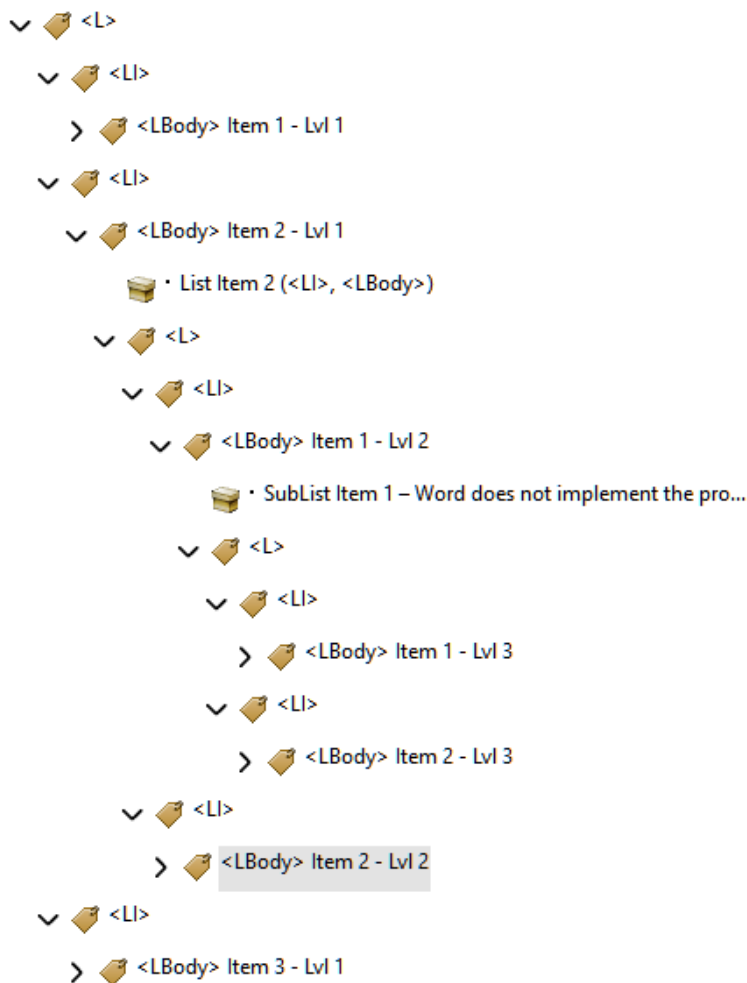 <L>
<LI>
<LBody> Item 1 - Lvl 1
<LI>
<LBody> Item 2 - Lvl 1
· List Item 2 (<LI>, <LBody>)
<L>
<LI>
<LBody> Item 1 - Lvl 2
· SubList Item 1 – Word does not implement the pro...
<L>
<LI>
<LBody> Item 1 - Lvl 3
<LI>
<LBody> Item 2 - Lvl 3
<LI>
<LBody> Item 2 - Lvl 2
<LI>
<LBody> Item 3 - Lvl 1